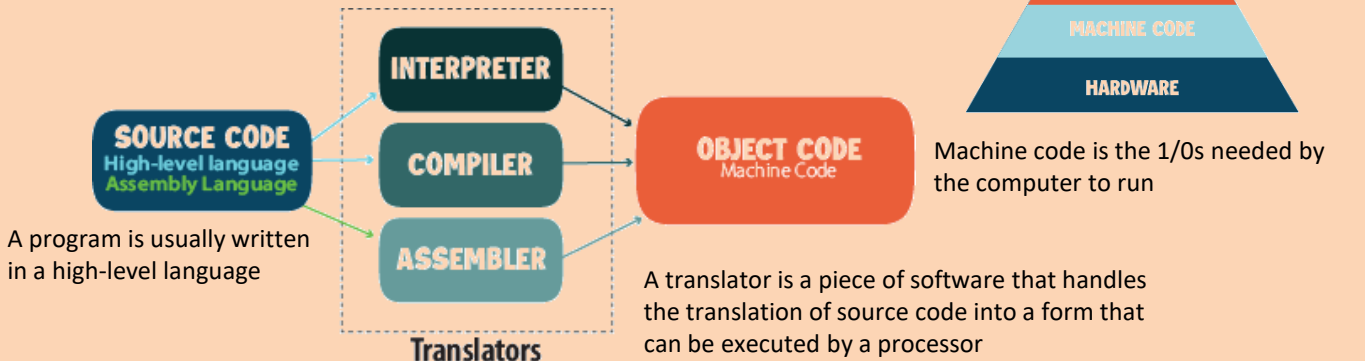 SOURCE CODE
High-level language
Assembly Language
A program is usually written
in a high-level language
INTERPRETER
COMPILER
ASSEMBLER
Translators
OBJECT CODE
Machine Code
A translator is a piece of software that handles
the translation of source code into a form that
can be executed by a processor
MACHINE CODE
HARDWARE
Machine code is the 1/0s needed by
the computer to run